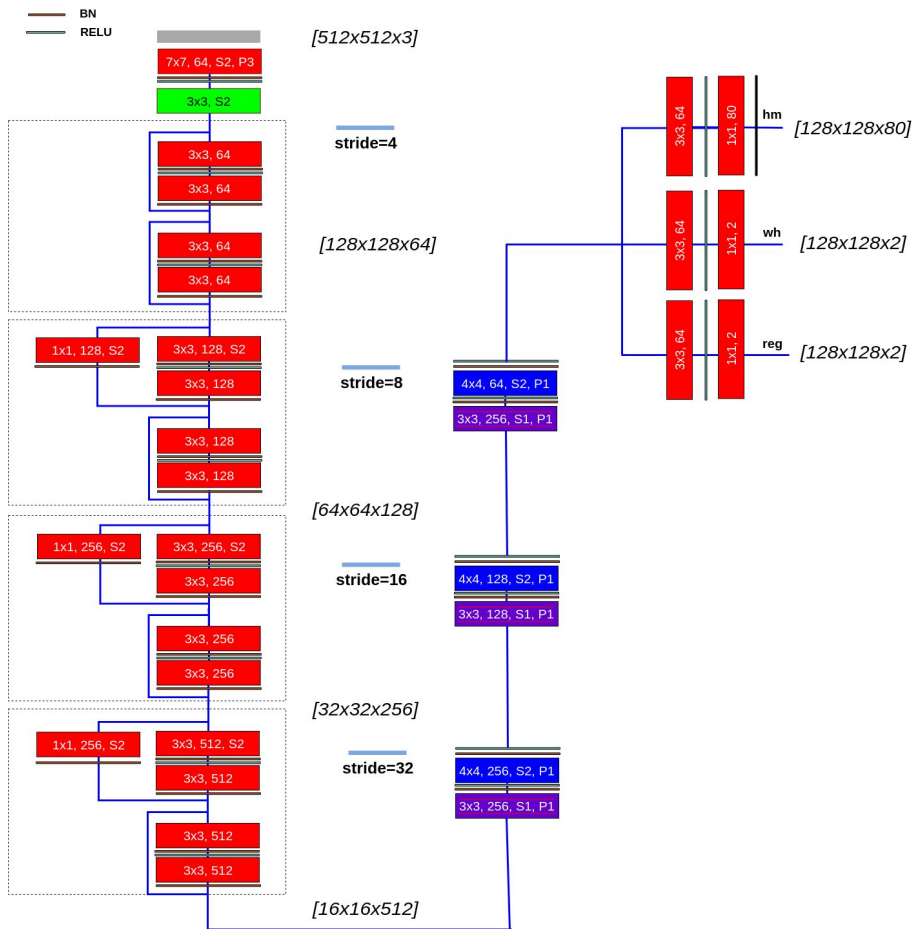 BN
RELU
[512x512x3]
7x7, 64, S2, P3
3x3, S2
stride=4
3x3, 64
3x3, 64
[128x128x64]
3x3, 64
3x3, 64
1x1, 128, S2
3x3, 128, S2
stride=8
3x3, 128
3x3, 128
3x3, 128
[64x64x128]
1x1, 256, S2
3x3, 256, S2
stride=16
3x3, 256
3x3, 256
3x3, 256
[32x32x256]
1x1, 256, S2
3x3, 512, S2
stride=32
3x3, 512
3x3, 512
3x3, 512
[16x16x512]
4x4, 64, S2, P1
3x3, 256, S1, P1
4x4, 128, S2, P1
3x3, 128, S1, P1
4x4, 256, S2, P1
3x3, 256, S1, P1
3x3, 64
1x1, 80
hm
[128x128x80]
3x3, 64
1x1, 2
wh
[128x128x2]
3x3, 64
1x1, 2
reg
[128x128x2]